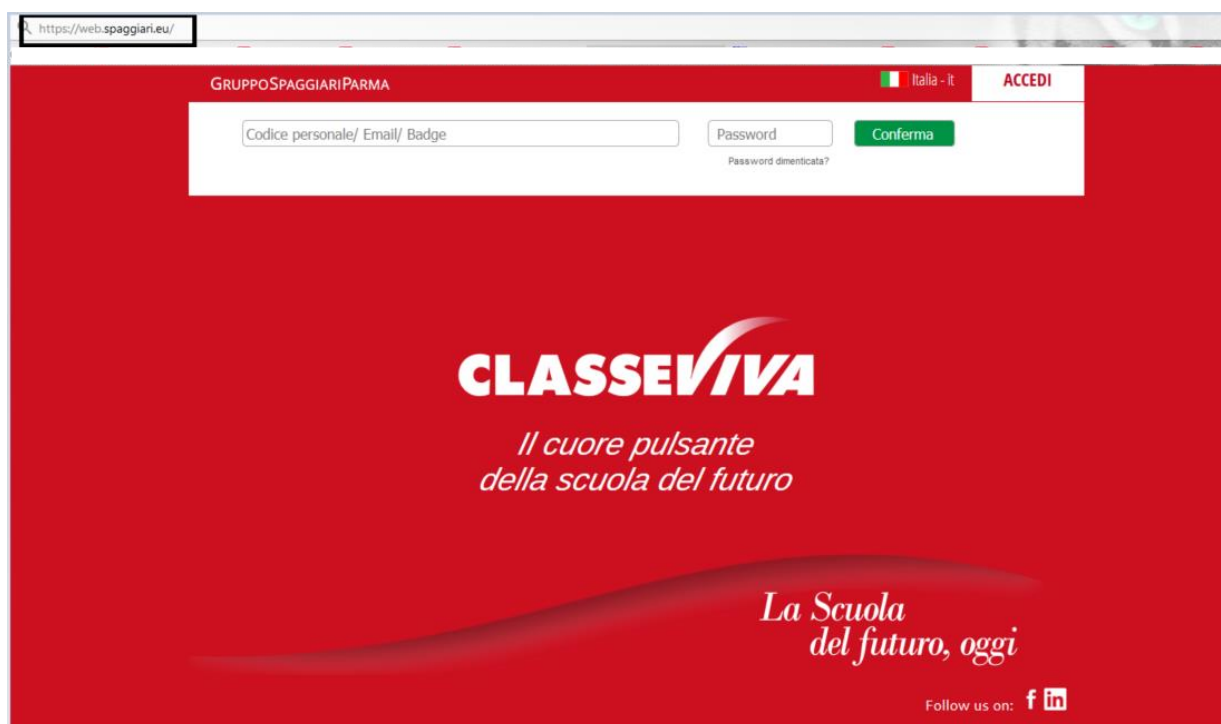 https://web.spaggiari.eu/
GRUPPOSPAGGIARIPARMA
Italia - it
ACCEDI
Codice personale/ Email/ Badge
Password
Conferma
Password dimenticata?
CLASSEVIVA
Il cuore pulsante
della scuola del futuro
La Scuola
del futuro, oggi
Follow us on: f in